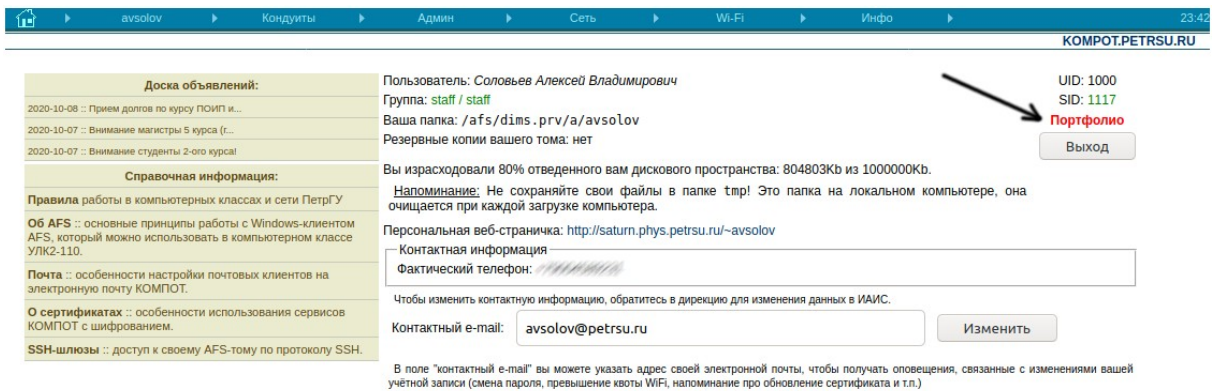 avsolov Кондуиты Админ Сеть Wi-Fi Инфо 23:42
KOMPOT.PETRSU.RU
Доска объявлений:
2020-10-08 :: Прием долгов по курсу ПОИП и...
2020-10-07 :: Внимание магистры 5 курса (г...
2020-10-07 :: Внимание студенты 2-ого курса!
Справочная информация:
Правила работы в компьютерных классах и сети ПетрГУ
Об AFS :: основные принципы работы с Windows-клиентом
AFS, который можно использовать в компьютерном классе
УЛК2-110.
Почта :: особенности настройки почтовых клиентов на
электронную почту КОМПОТ.
О сертификатах :: особенности использования сервисов
КОМПОТ с шифрованием.
SSH-шлюзы :: доступ к своему AFS-тому по протоколу SSH.
Пользователь: Соловьев Алексей Владимирович
Группа: staff / staff
Ваша папка: /afs/dims.prv/a/avsolov
Резервные копии вашего тома: нет
UID: 1000
SID: 1117
Портфолио
Выход
Вы израсходовали 80% отведенного вам дискового пространства: 804803Kb из 1000000Kb.
Напоминание: Не сохраняйте свои файлы в папке tmp! Это папка на локальном компьютере, она
очищается при каждой загрузке компьютера.
Персональная веб-страничка: http://saturn.phys.petrsu.ru/~avsolov
Контактная информация
Фактический телефон:
Чтобы изменить контактную информацию, обратитесь в дирекцию для изменения данных в ИАИС.
Контактный e-mail: avsolov@petrsu.ru Изменить
В поле "контактный e-mail" вы можете указать адрес своей электронной почты, чтобы получать оповещения, связанные с изменениями вашей
учётной записи (смена пароля, превышение квоты WiFi, напоминание про обновление сертификата и т.п.)